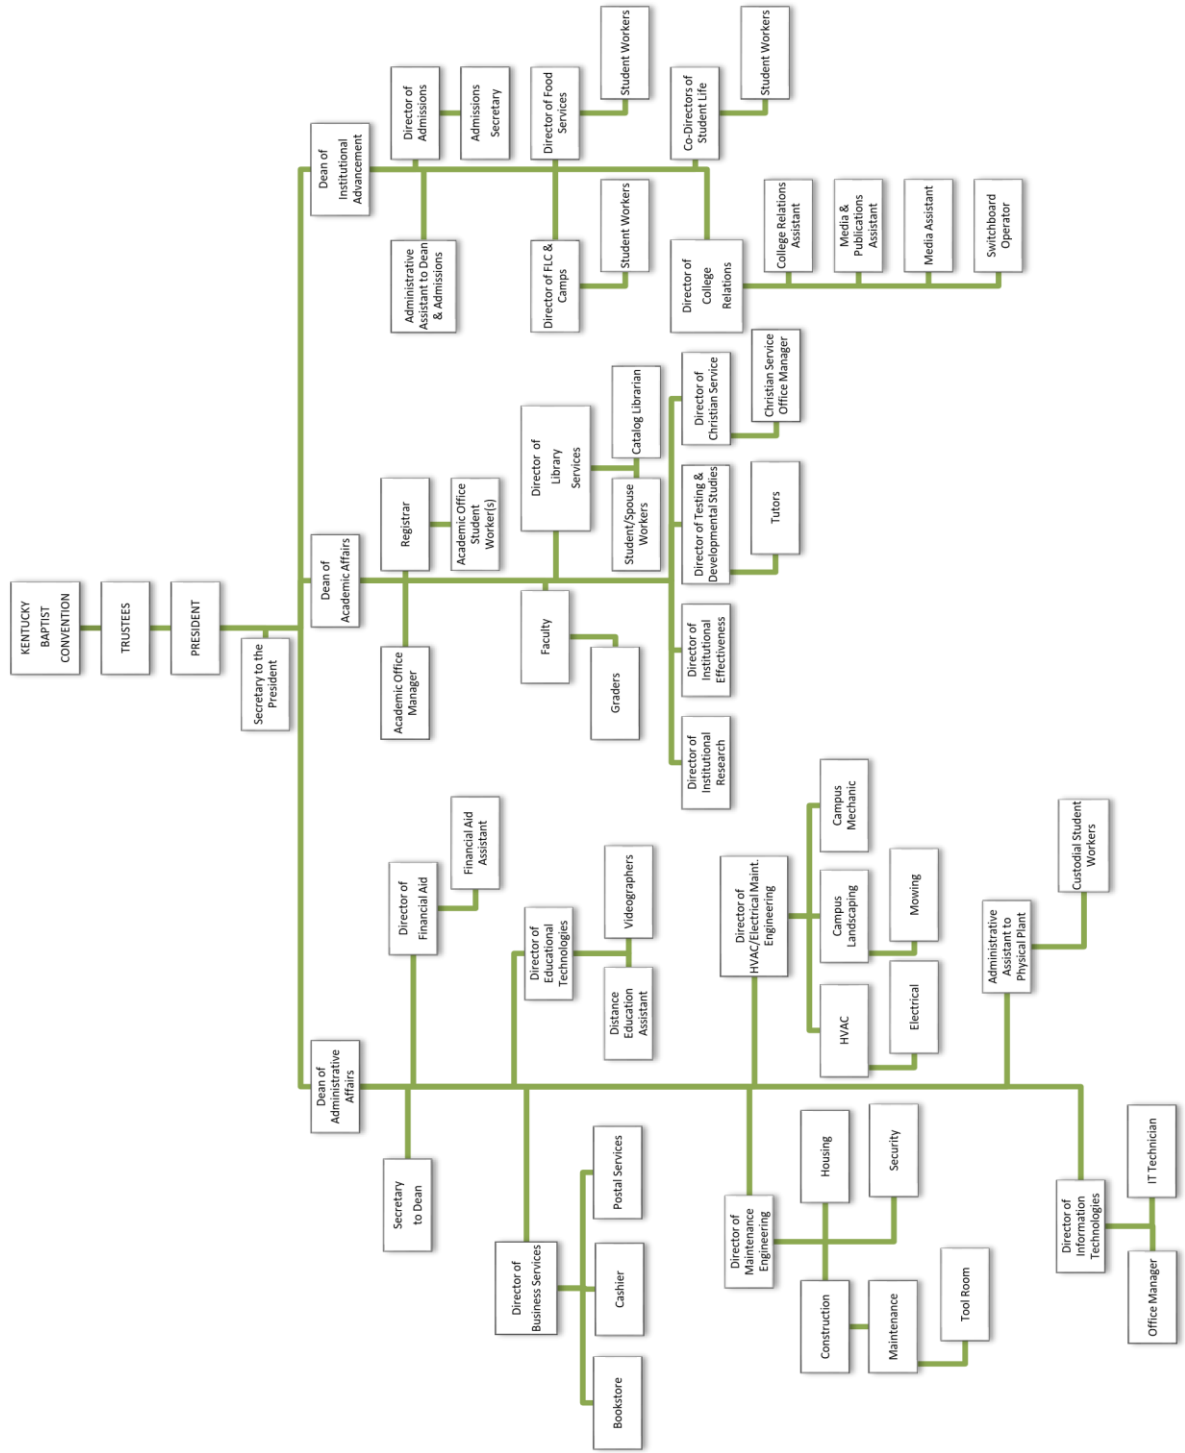 KENTUCKY
BAPTIST
CONVENTION
TRUSTEES
PRESIDENT
Secretary to the
President
Dean of
Administrative
Affairs
Dean of
Academic Affairs
Dean of
Institutional
Advancement
Secretary
to Dean
Director of
Financial Aid
Financial Aid
Assistant
Director of
Business Services
Bookstore
Cashier
Postal Services
Director of
Educational
Technologies
Distance
Education
Assistant
Videographers
Director of
Maintenance
Engineering
Construction
Housing
Maintenance
Security
Tool Room
Director of
HVAC/Electrical Maint.
Engineering
HVAC
Campus
Landscaping
Campus
Mechanic
Electrical
Mowing
Administrative
Assistant to
Physical Plant
Custodial Student
Workers
Director of
Information
Technologies
Office Manager
IT Technician
Academic Office
Manager
Registrar
Academic Office
Student
Worker(s)
Faculty
Graders
Director of
Library
Services
Student/Spouse
Workers
Catalog Librarian
Director of
Institutional
Research
Director of
Institutional
Effectiveness
Director of Testing &
Developmental Studies
Tutors
Director of
Christian Service
Christian Service
Office Manager
Administrative
Assistant to Dean
& Admissions
Director of
Admissions
Admissions
Secretary
Director of FLC &
Camps
Student Workers
Director of Food
Services
Student Workers
Director of
College
Relations
College Relations
Assistant
Media &
Publications
Assistant
Media Assistant
Switchboard
Operator
Co-Directors of
Student Life
Student Workers